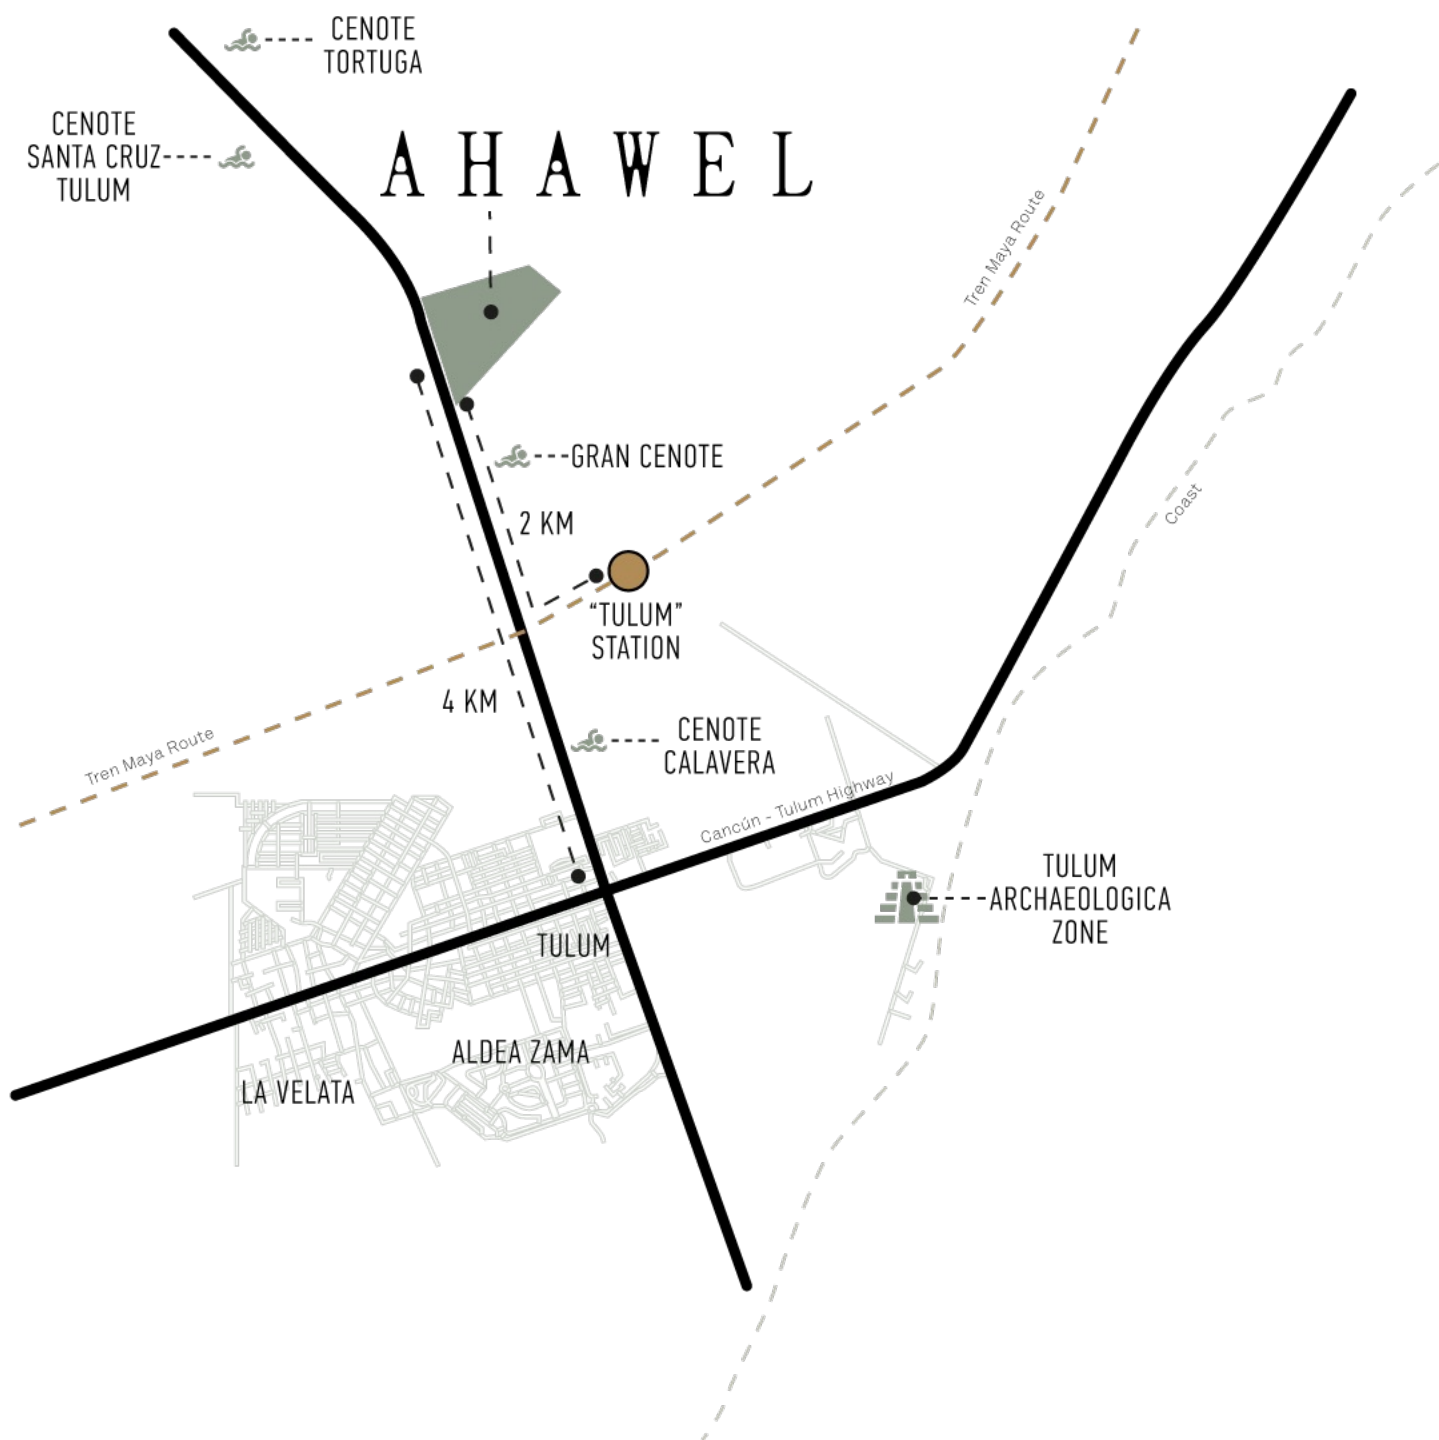 CENOTE
TORTUGA
CENOTE
SANTA CRUZ
TULUM
AHAWEL
Tren Maya Route
GRAN CENOTE
Coast
2 KM
"TULUM"
STATION
4 KM
CENOTE
CALAVERA
Tren Maya Route
Cancún - Tulum Highway
TULUM
ARCHAEOLOGICA
ZONE
TULUM
ALDEA ZAMA
LA VELATA